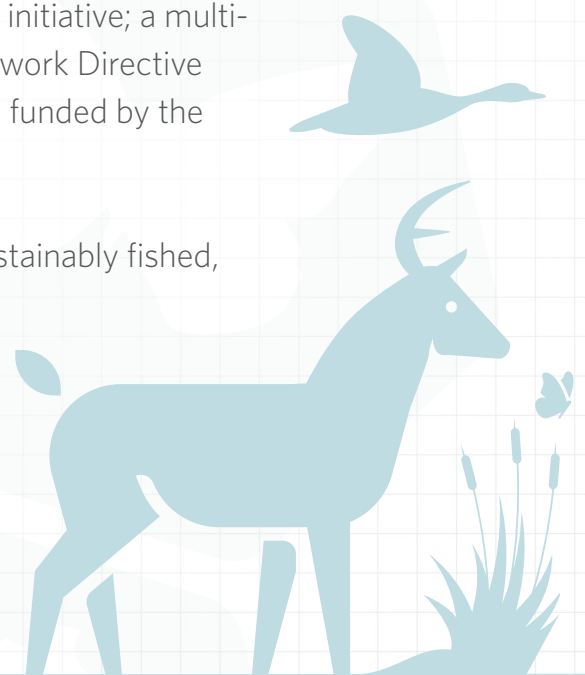 initiative; a multi-
work Directive
funded by the
stainably fished,